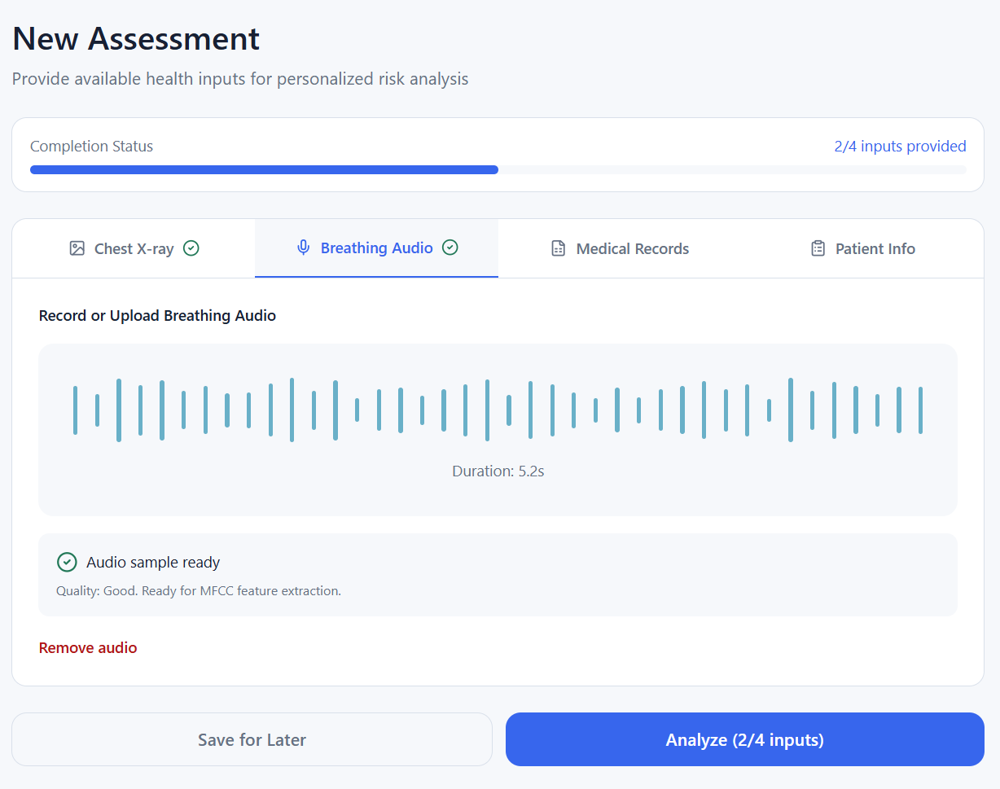 New Assessment
Provide available health inputs for personalized risk analysis
Completion Status
2/4 inputs provided
Chest X-ray
Breathing Audio
Medical Records
Patient Info
Record or Upload Breathing Audio
Duration: 5.2s
Audio sample ready
Quality: Good. Ready for MFCC feature extraction.
Remove audio
Save for Later
Analyze (2/4 inputs)